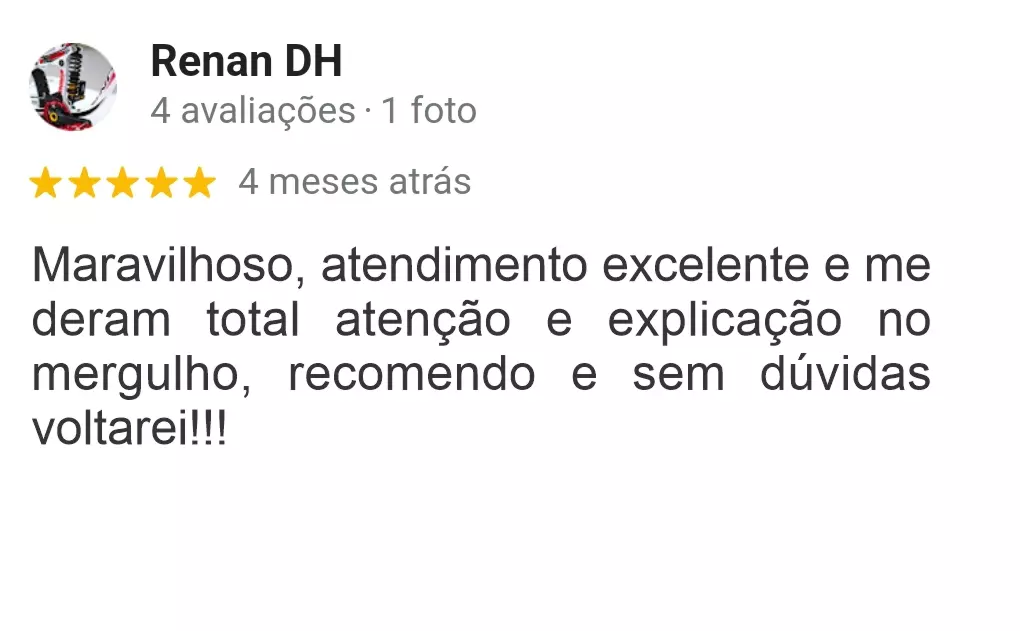 Renan DH
4 avaliações · 1 foto
4 meses atrás
Maravilhoso, atendimento excelente e me
deram total atenção e explicação no
mergulho, recomendo e sem dúvidas
voltarei!!!